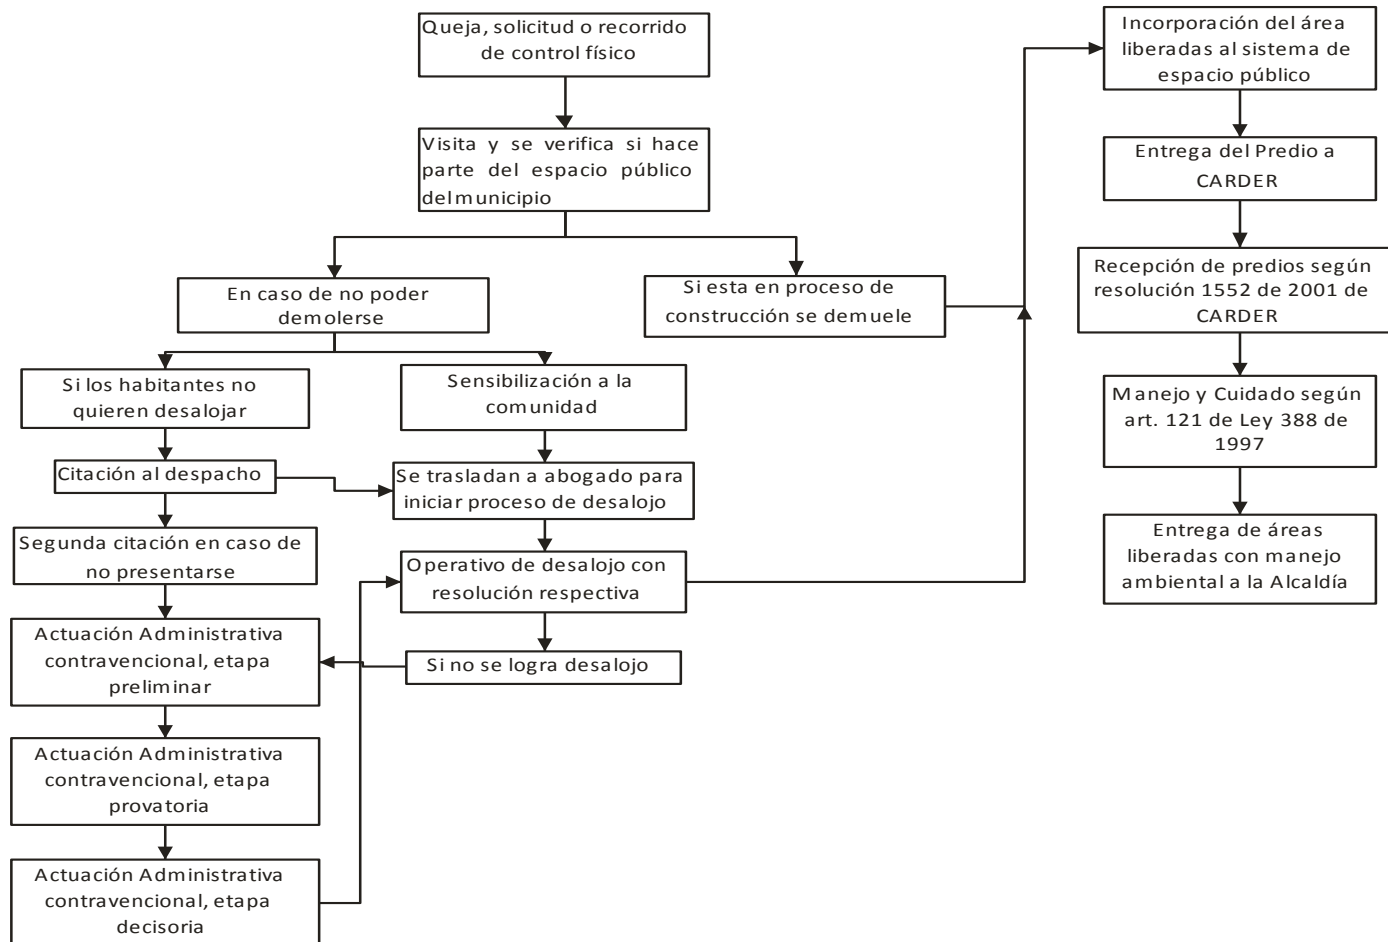 Queja, solicitud o recorrido
de control físico
Visita y se verifica si hace
parte del espacio público
del municipio
En caso de no poder
demolerse
Si esta en proceso de
construcción se demuele
Si los habitantes no
quieren desalojar
Sensibilización a la
comunidad
Citación al despacho
Se trasladan a abogado para
iniciar proceso de desalojo
Segunda citación en caso de
no presentarse
Operativo de desalojo con
resolución respectiva
Actuación Administrativa
contravencional, etapa
preliminar
Si no se logra desalojo
Actuación Administrativa
contravencional, etapa
provatoria
Actuación Administrativa
contravencional, etapa
decisoria
Incorporación del área
liberadas al sistema de
espacio público
Entrega del Predio a
CARDER
Recepción de predios según
resolución 1552 de 2001 de
CARDER
Manejo y Cuidado según
art. 121 de Ley 388 de
1997
Entrega de áreas
liberadas con manejo
ambiental a la Alcaldía